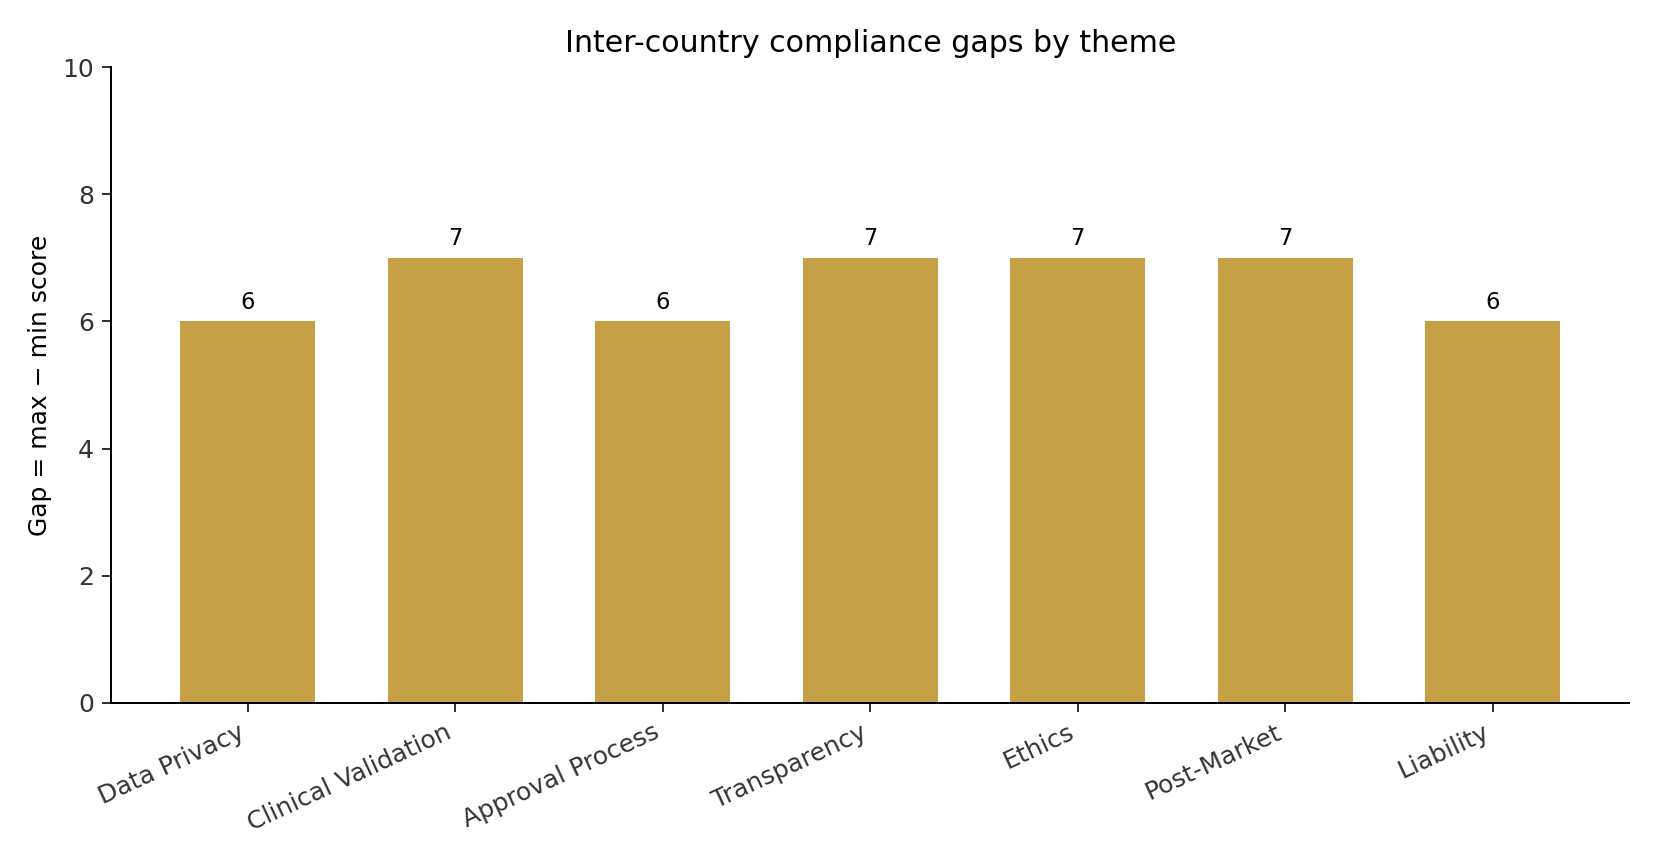 Inter-country compliance gaps by theme
Gap = max − min score
10
8
6
4
2
0
6
7
6
7
7
7
6
Data Privacy
Clinical Validation
Approval Process
Transparency
Ethics
Post-Market
Liability